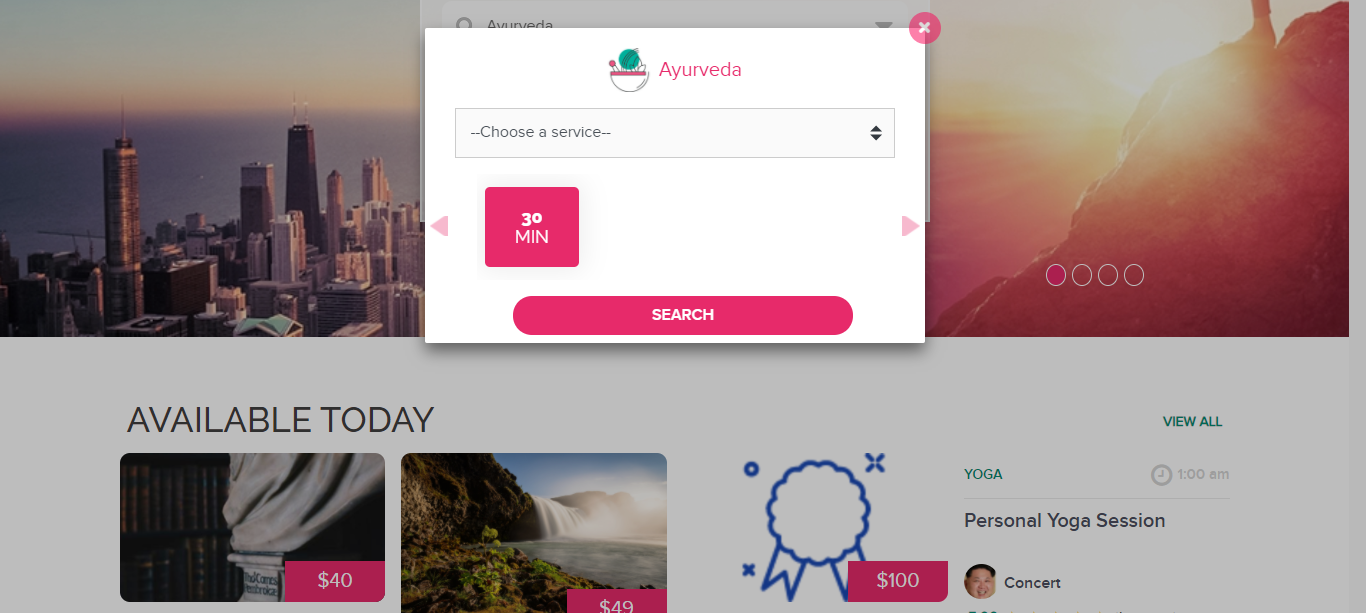 Ayurveda
Ayurveda
--Choose a service--
30
MIN
SEARCH
AVAILABLE TODAY
VIEW ALL
YOGA
1:00 am
Personal Yoga Session
$40
$49
$100
Concert